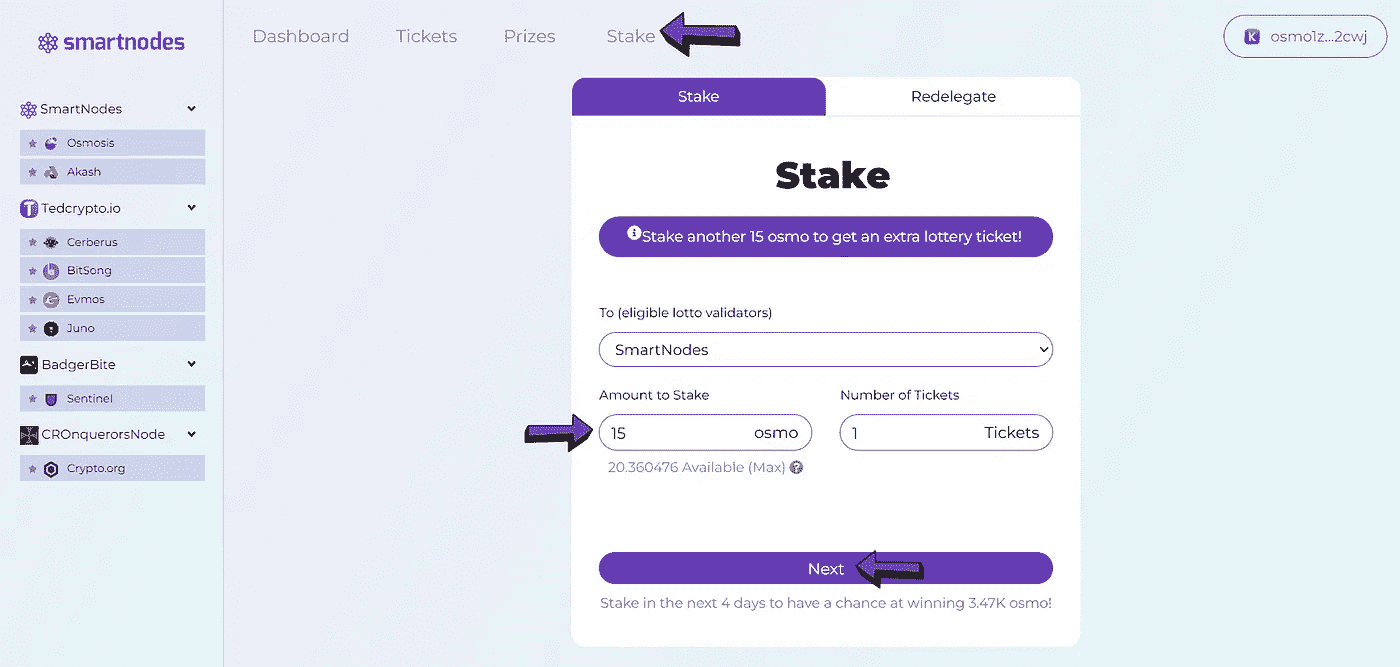 smartnodes
Dashboard
Tickets
Prizes
Stake
K osmo1z...2cwj
SmartNodes
Osmosis
Akash
Tedcrypto.io
Cerberus
BitSong
Evmos
Juno
BadgerBite
Sentinel
CROnquerorsNode
Crypto.org
Stake
Redelegate
Stake
Stake another 15 osmo to get an extra lottery ticket!
To (eligible lotto validators)
SmartNodes
Amount to Stake
Number of Tickets
15 osmo
1 Tickets
20.360476 Available (Max)
Next
Stake in the next 4 days to have a chance at winning 3.47K osmo!